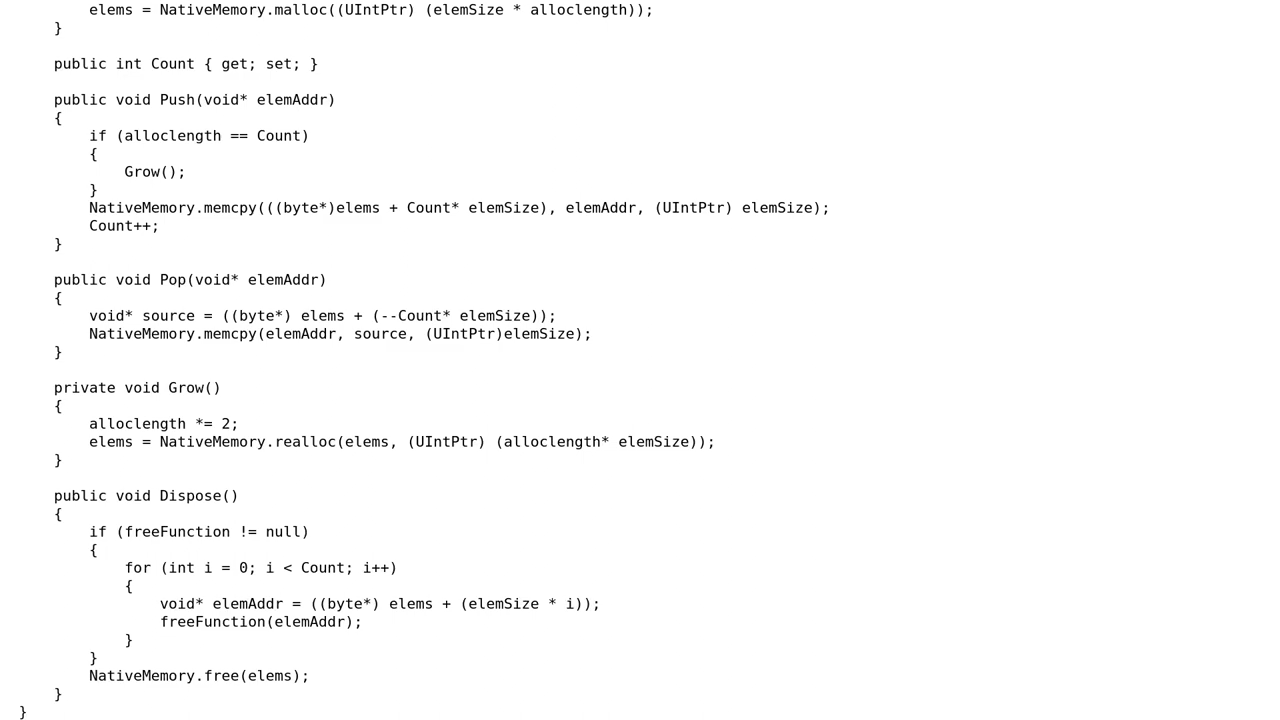 elems = NativeMemory.malloc((UIntPtr) (elemSize * alloclength));
}
public int Count { get; set; }
public void Push(void* elemAddr)
{
if (alloclength == Count)
{
Grow();
}
NativeMemory.memcpy(((byte*)elems + Count* elemSize), elemAddr, (UIntPtr) elemSize);
Count++;
}
public void Pop(void* elemAddr)
{
void* source = ((byte*) elems + (--Count* elemSize));
NativeMemory.memcpy(elemAddr, source, (UIntPtr)elemSize);
}
private void Grow()
{
alloclength *= 2;
elems = NativeMemory.realloc(elems, (UIntPtr) (alloclength* elemSize));
}
public void Dispose()
{
if (freeFunction != null)
{
for (int i = 0; i < Count; i++)
{
void* elemAddr = ((byte*) elems + (elemSize * i));
freeFunction(elemAddr);
}
}
NativeMemory.free(elems);
}
}